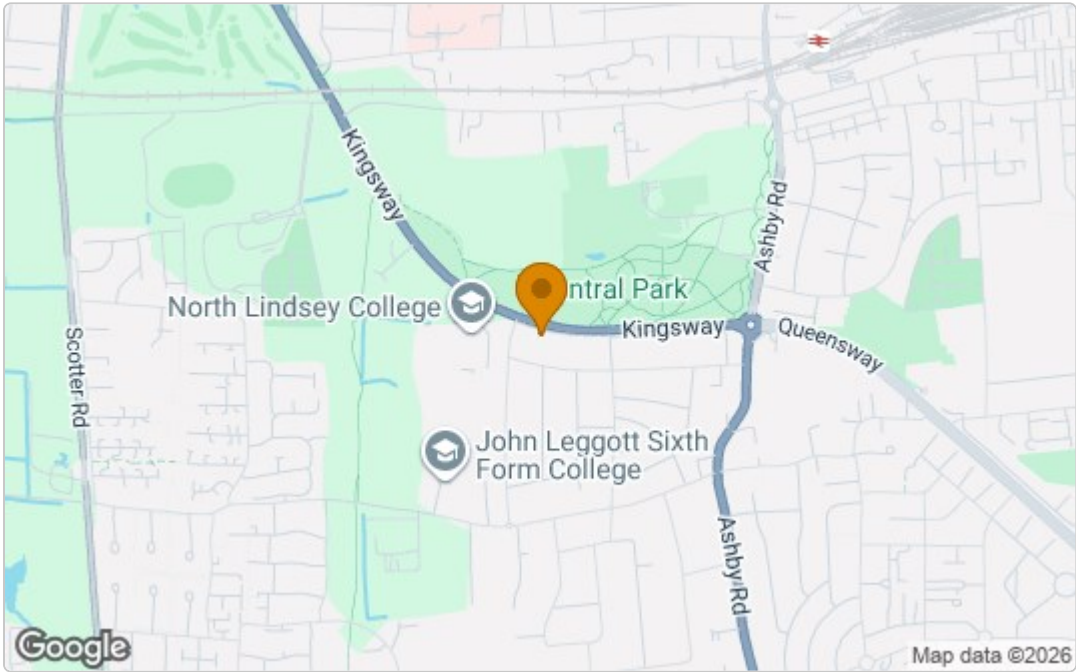 Kingsway
Ashby Rd
North Lindsey College
ntral Park
Kingsway
Queensway
Scotter Rd
John Leggott Sixth
Form College
Ashby Rd
Google
Map data ©2026